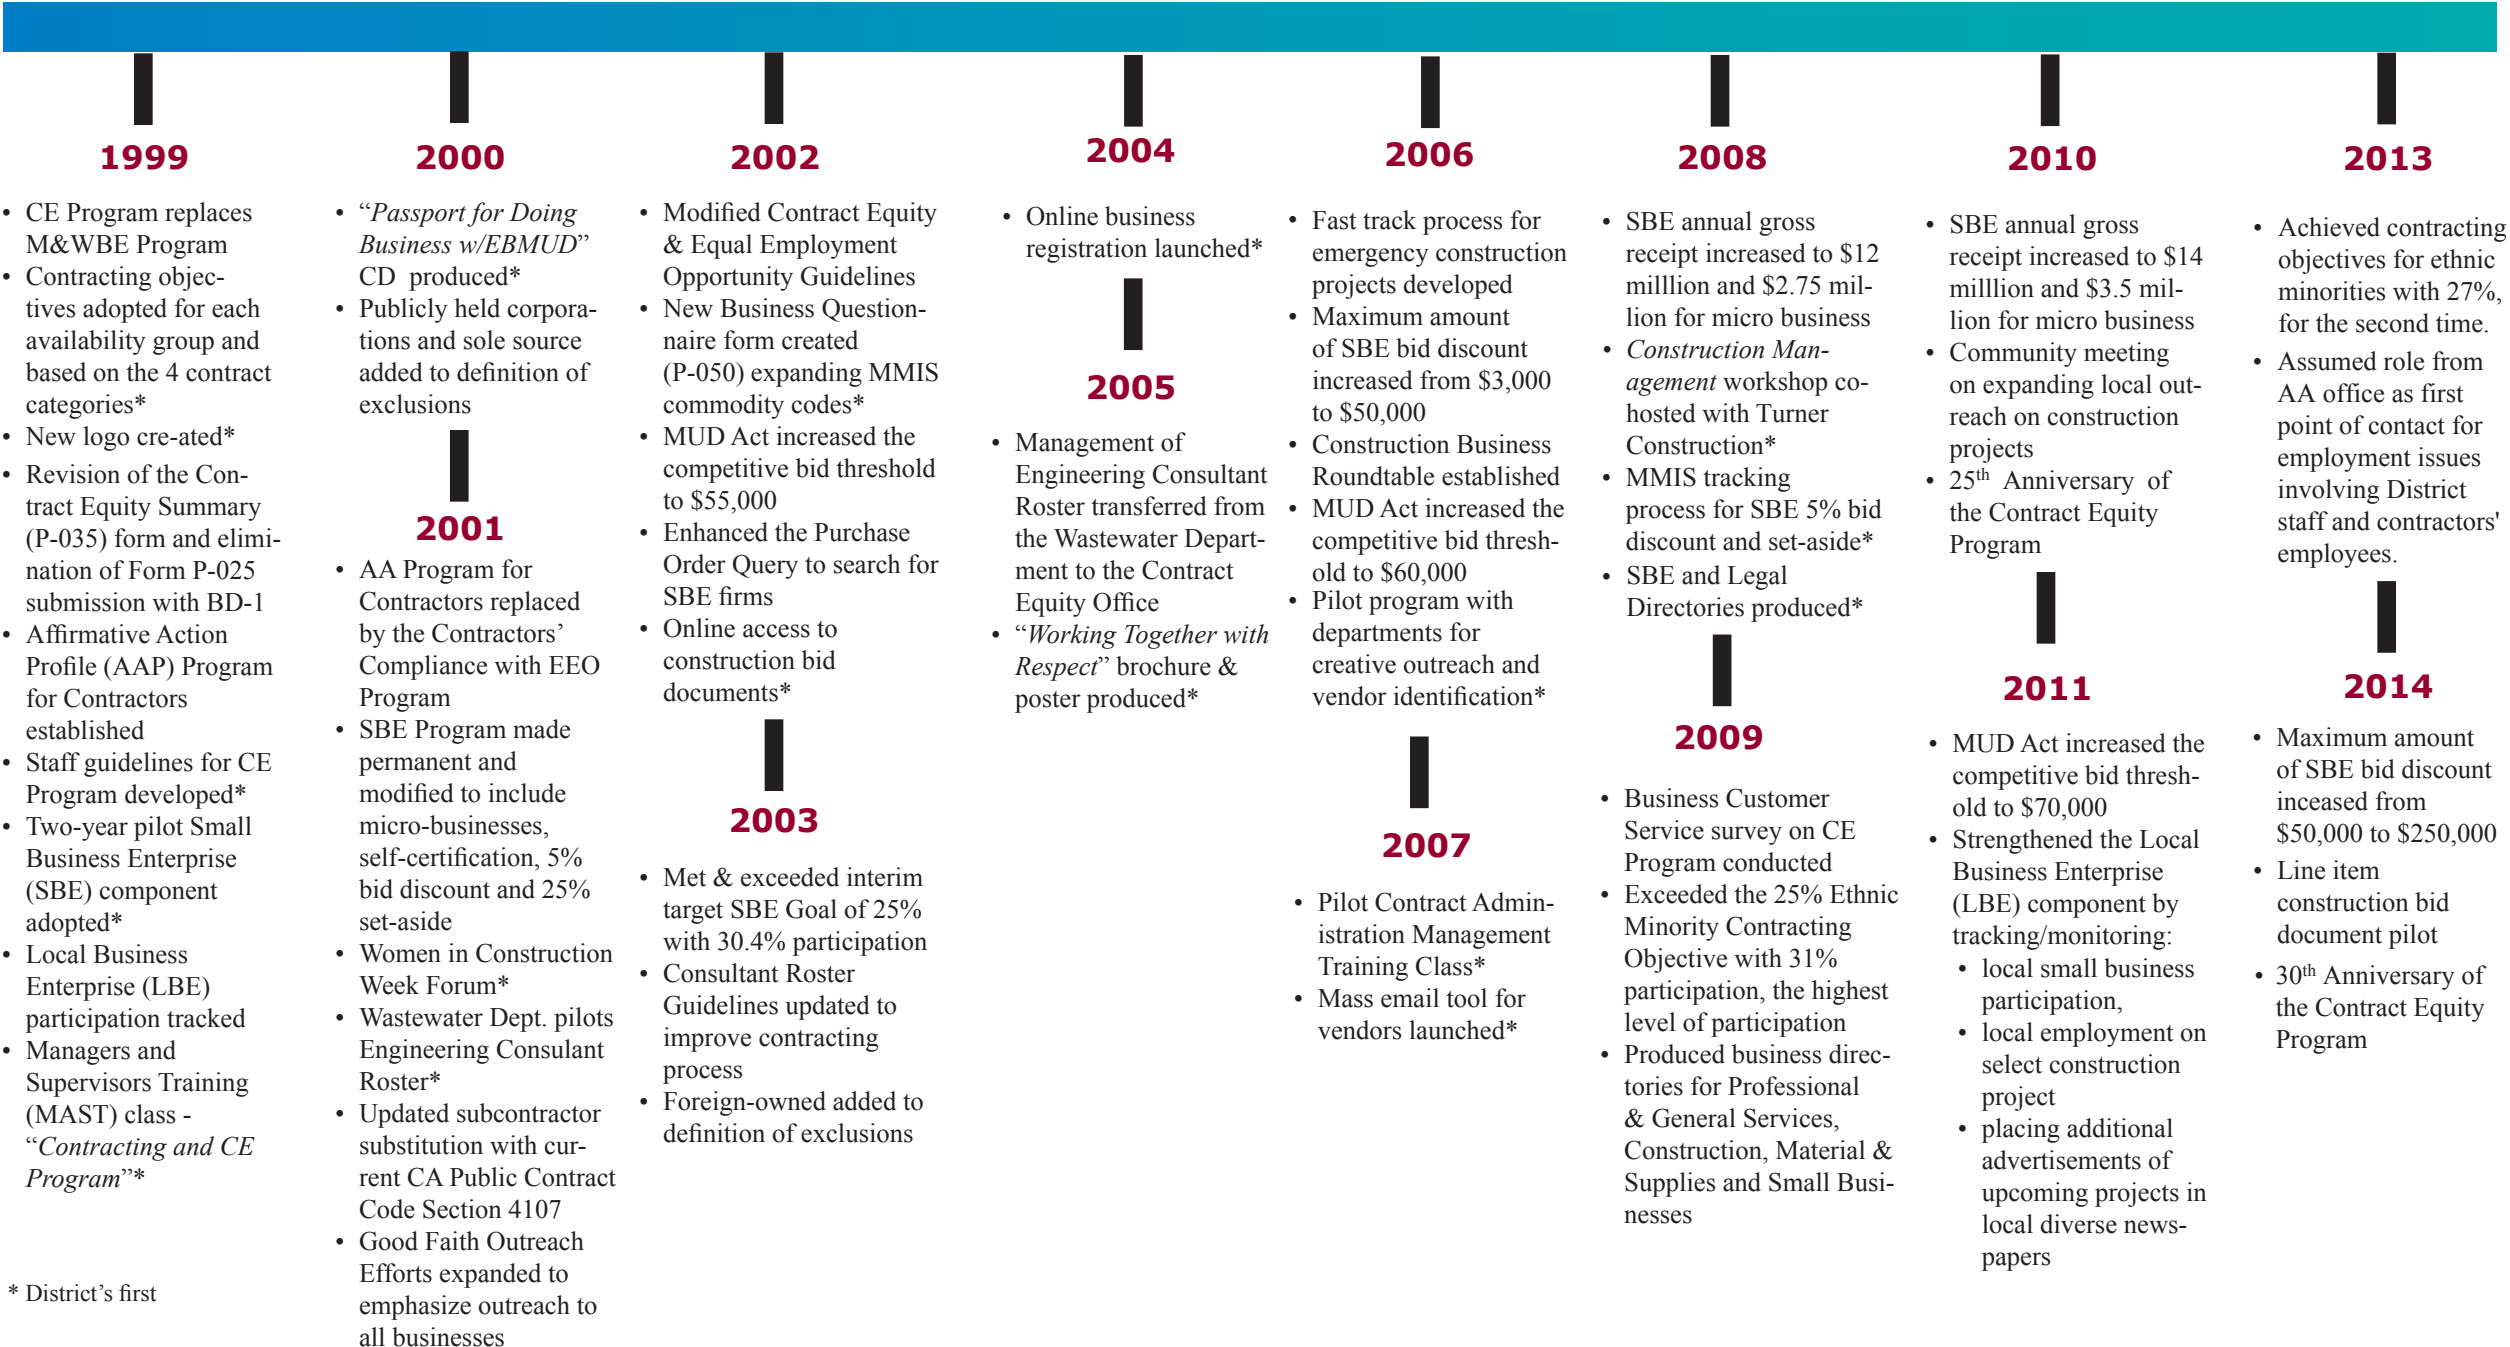 1999
• CE Program replaces
M&WBE Program
• Contracting objec-
tives adopted for each
availability group and
based on the 4 contract
categories*
• New logo cre-ated*
• Revision of the Con-
tract Equity Summary
(P-035) form and elimi-
nation of Form P-025
submission with BD-1
• Affirmative Action
Profile (AAP) Program
for Contractors
established
• Staff guidelines for CE
Program developed*
• Two-year pilot Small
Business Enterprise
(SBE) component
adopted*
• Local Business
Enterprise (LBE)
participation tracked
• Managers and
Supervisors Training
(MAST) class -
“Contracting and CE
Program”*
* District’s first
2000
• “Passport for Doing
Business w/EBMUD”
CD produced*
• Publicly held corpora-
tions and sole source
added to definition of
exclusions
2001
• AA Program for
Contractors replaced
by the Contractors’
Compliance with EEO
Program
• SBE Program made
permanent and
modified to include
micro-businesses,
self-certification, 5%
bid discount and 25%
set-aside
• Women in Construction
Week Forum*
• Wastewater Dept. pilots
Engineering Consulant
Roster*
• Updated subcontractor
substitution with cur-
rent CA Public Contract
Code Section 4107
• Good Faith Outreach
Efforts expanded to
emphasize outreach to
all businesses
2002
• Modified Contract Equity
& Equal Employment
Opportunity Guidelines
• New Business Question-
naire form created
(P-050) expanding MMIS
commodity codes*
• MUD Act increased the
competitive bid threshold
to $55,000
• Enhanced the Purchase
Order Query to search for
SBE firms
• Online access to
construction bid
documents*
2003
• Met & exceeded interim
target SBE Goal of 25%
with 30.4% participation
• Consultant Roster
Guidelines updated to
improve contracting
process
• Foreign-owned added to
definition of exclusions
2004
• Online business
registration launched*
2005
• Management of
Engineering Consultant
Roster transferred from
the Wastewater Depart-
ment to the Contract
Equity Office
• “Working Together with
Respect” brochure &
poster produced*
2006
• Fast track process for
emergency construction
projects developed
• Maximum amount
of SBE bid discount
increased from $3,000
to $50,000
• Construction Business
Roundtable established
• MUD Act increased the
competitive bid thresh-
old to $60,000
• Pilot program with
departments for
creative outreach and
vendor identification*
2007
• Pilot Contract Admin-
istration Management
Training Class*
• Mass email tool for
vendors launched*
2008
• SBE annual gross
receipt increased to $12
milllion and $2.75 mil-
lion for micro business
• Construction Man-
agement workshop co-
hosted with Turner
Construction*
• MMIS tracking
process for SBE 5% bid
discount and set-aside*
• SBE and Legal
Directories produced*
2009
• Business Customer
Service survey on CE
Program conducted
• Exceeded the 25% Ethnic
Minority Contracting
Objective with 31%
participation, the highest
level of participation
• Produced business direc-
tories for Professional
& General Services,
Construction, Material &
Supplies and Small Busi-
nesses
2010
• SBE annual gross
receipt increased to $14
milllion and $3.5 mil-
lion for micro business
• Community meeting
on expanding local out-
reach on construction
projects
• 25th Anniversary of
the Contract Equity
Program
2011
• MUD Act increased the
competitive bid thresh-
old to $70,000
• Strengthened the Local
Business Enterprise
(LBE) component by
tracking/monitoring:
• local small business
participation,
• local employment on
select construction
project
• placing additional
advertisements of
upcoming projects in
local diverse news-
papers
2013
• Achieved contracting
objectives for ethnic
minorities with 27%,
for the second time.
• Assumed role from
AA office as first
point of contact for
employment issues
involving District
staff and contractors'
employees.
2014
• Maximum amount
of SBE bid discount
inceased from
$50,000 to $250,000
• Line item
construction bid
document pilot
• 30th Anniversary of
the Contract Equity
Program